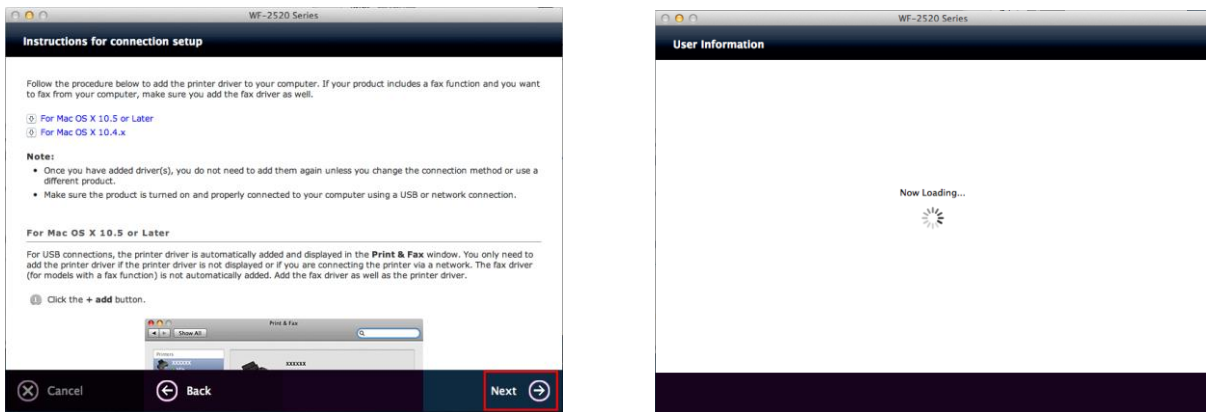 WF-2520 Series
Instructions for connection setup
Follow the procedure below to add the printer driver to your computer. If your product includes a fax function and you want
to fax from your computer, make sure you add the fax driver as well.
For Mac OS X 10.5 or Later
For Mac OS X 10.4.x
Note:
• Once you have added driver(s), you do not need to add them again unless you change the connection method or use a
different product.
• Make sure the product is turned on and properly connected to your computer using a USB or network connection.
For Mac OS X 10.5 or Later
For USB connections, the printer driver is automatically added and displayed in the Print & Fax window. You only need to
add the printer driver if the printer driver is not displayed or if you are connecting the printer via a network. The fax driver
(for models with a fax function) is not automatically added. Add the fax driver as well as the printer driver.
Click the + add button.
Print & Fax
Show All
Printers
XXXXXX
XXXXXX
Cancel
Back
Next
WF-2520 Series
User Information
Now Loading...